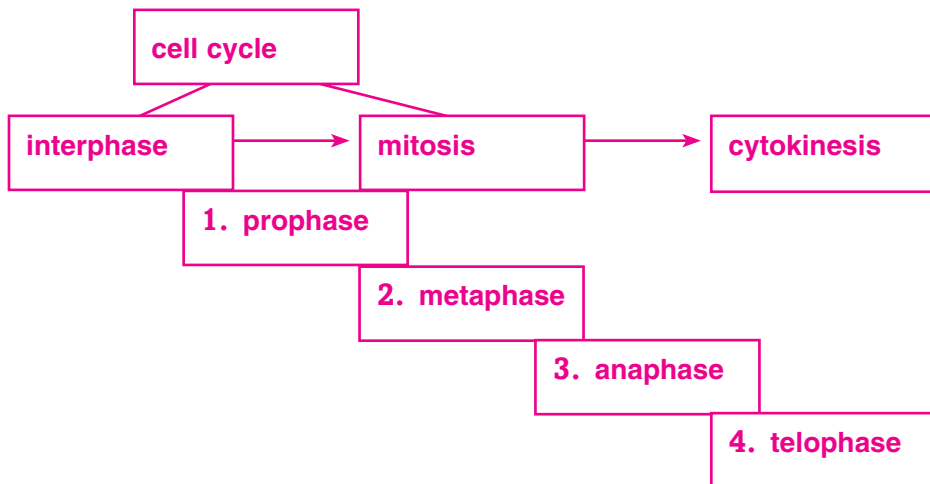 cell cycle
interphase
mitosis
cytokinesis
1. prophase
2. metaphase
3. anaphase
4. telophase